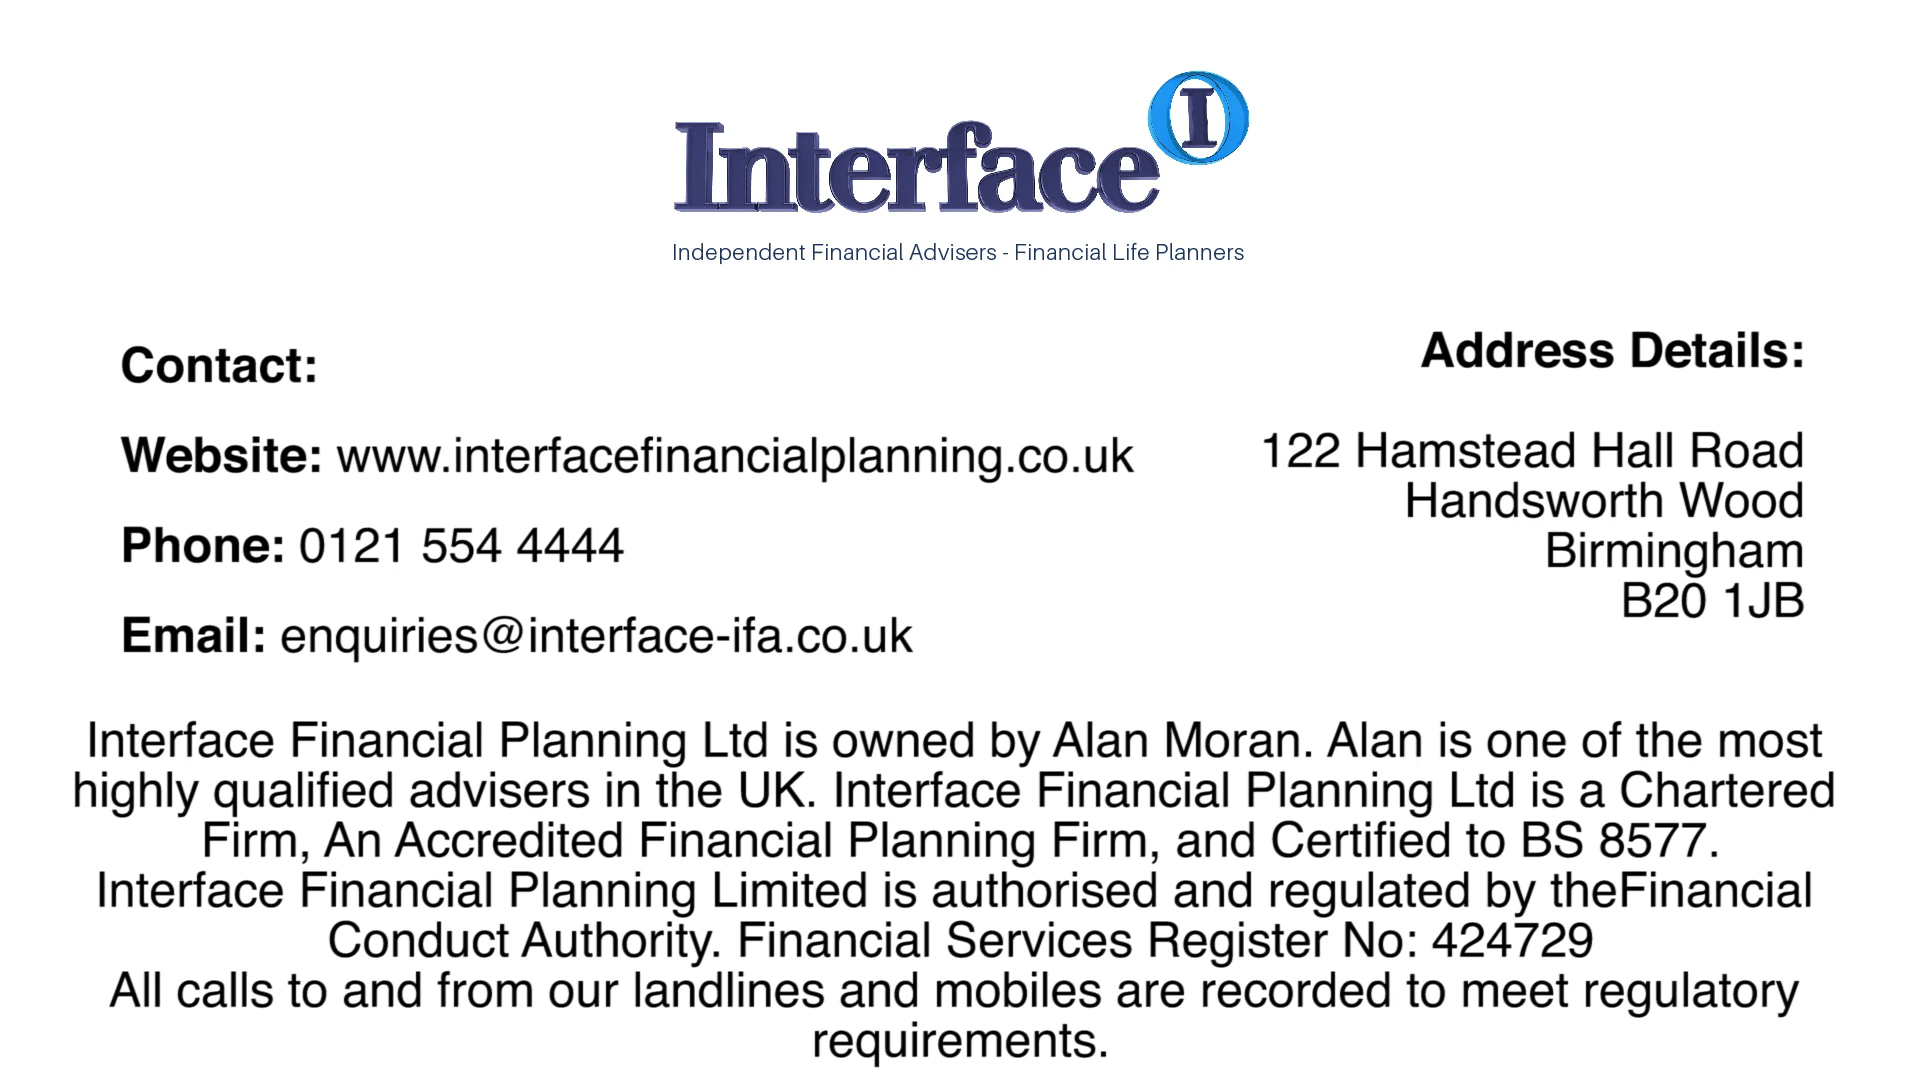 Interface
I
Independent Financial Advisers - Financial Life Planners
Contact:
Website: www.interfacefinancialplanning.co.uk
Phone: 0121 554 4444
Email: enquiries@interface-ifa.co.uk
Address Details:
122 Hamstead Hall Road
Handsworth Wood
Birmingham
B20 1JB
Interface Financial Planning Ltd is owned by Alan Moran. Alan is one of the most
highly qualified advisers in the UK. Interface Financial Planning Ltd is a Chartered
Firm, An Accredited Financial Planning Firm, and Certified to BS 8577.
Interface Financial Planning Limited is authorised and regulated by theFinancial
Conduct Authority. Financial Services Register No: 424729
All calls to and from our landlines and mobiles are recorded to meet regulatory
requirements.